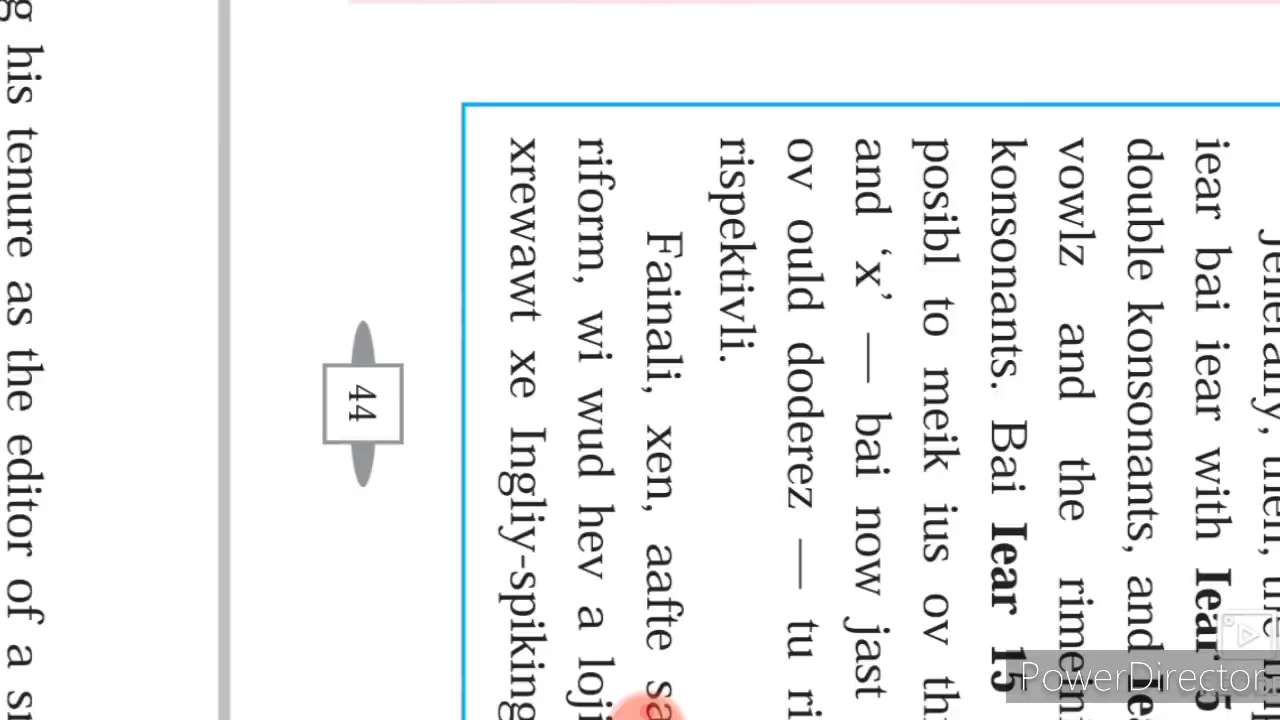 iear bai iear with Iear 5
double konsonants, and
vowlz and the
konsonants. Bai Iear 15
posibl to meik ius ov
and ‘x’ — bai now jast
ov ould doderez — tu
rispektivli.
Fainali, xen, aafte
riform, wi wud hev a
xrewawt xe Ingliy-spiking
44
his tenure as the editor of a
PowerDirector